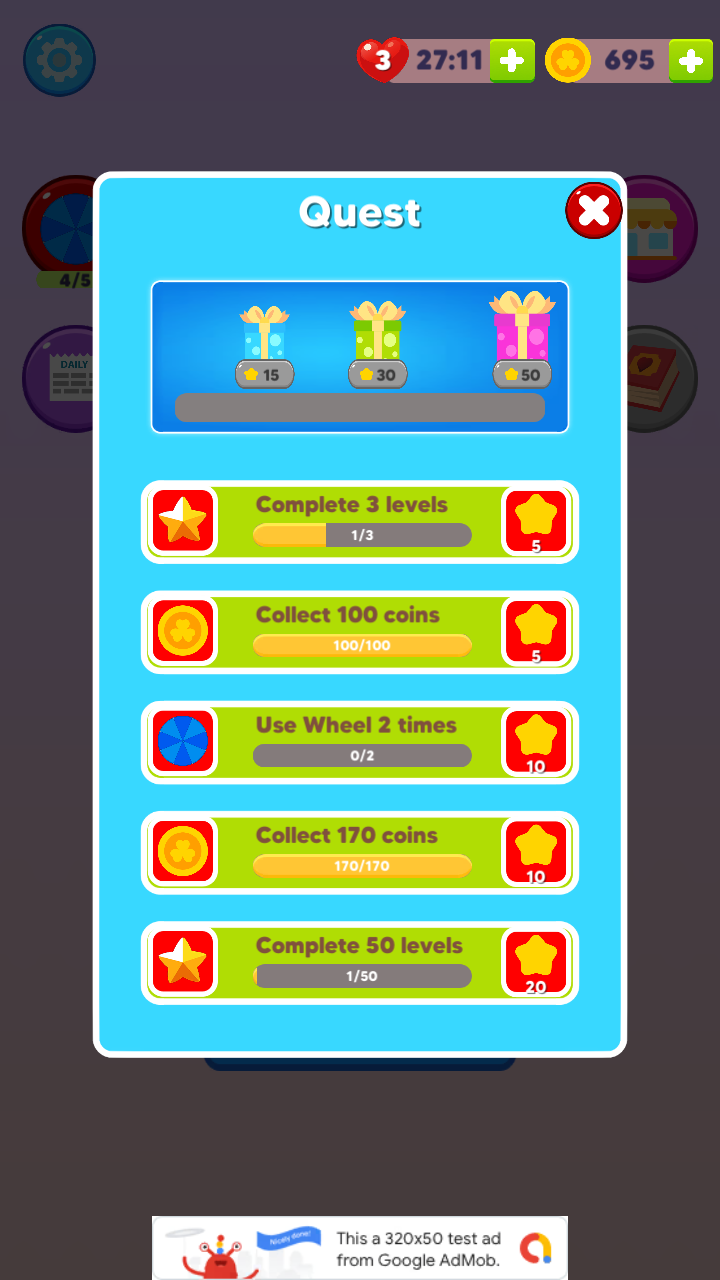 3 27:11 695
Quest
4/5
DAILY
15 30 50
Complete 3 levels
1/3
5
Collect 100 coins
100/100
5
Use Wheel 2 times
0/2
10
Collect 170 coins
170/170
10
Complete 50 levels
1/50
20
Nicely done!
This a 320x50 test ad
from Google AdMob.